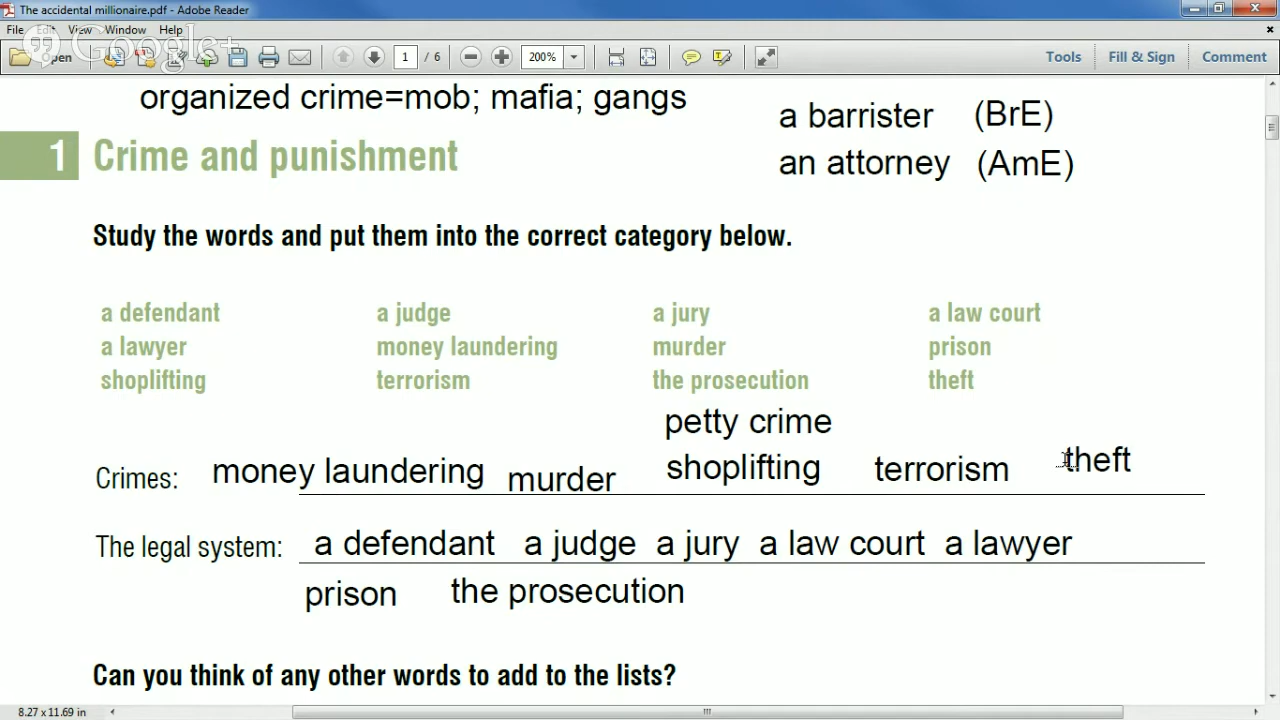 The accidental millionaire.pdf - Adobe Reader
File Edit View Window Help
Google+
Open 1 / 6 200% Tools Fill & Sign Comment
organized crime=mob; mafia; gangs
a barrister (BrE)
1 Crime and punishment
an attorney (AmE)
Study the words and put them into the correct category below.
a defendant a judge a jury a law court
a lawyer money laundering murder prison
shoplifting terrorism the prosecution theft
petty crime
Crimes: money laundering murder shoplifting terrorism theft
The legal system: a defendant a judge a jury a law court a lawyer
prison the prosecution
Can you think of any other words to add to the lists?
8.27 x 11.69 in